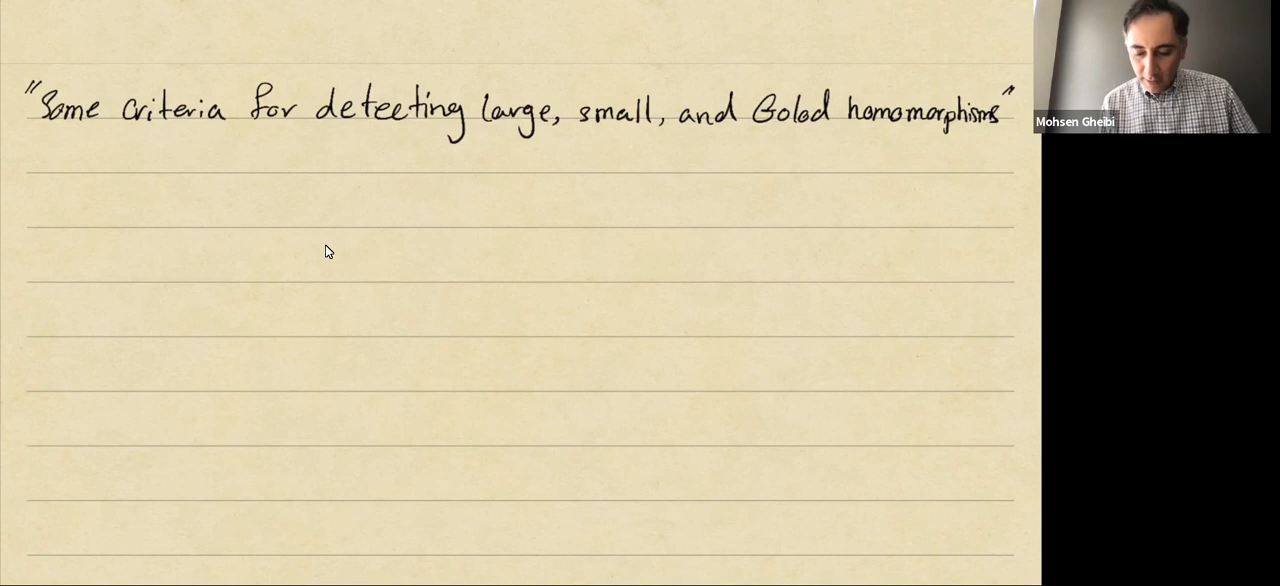 "Some criteria for detecting large, small, and Golod homomorphisms"
Mohsen Gheibi